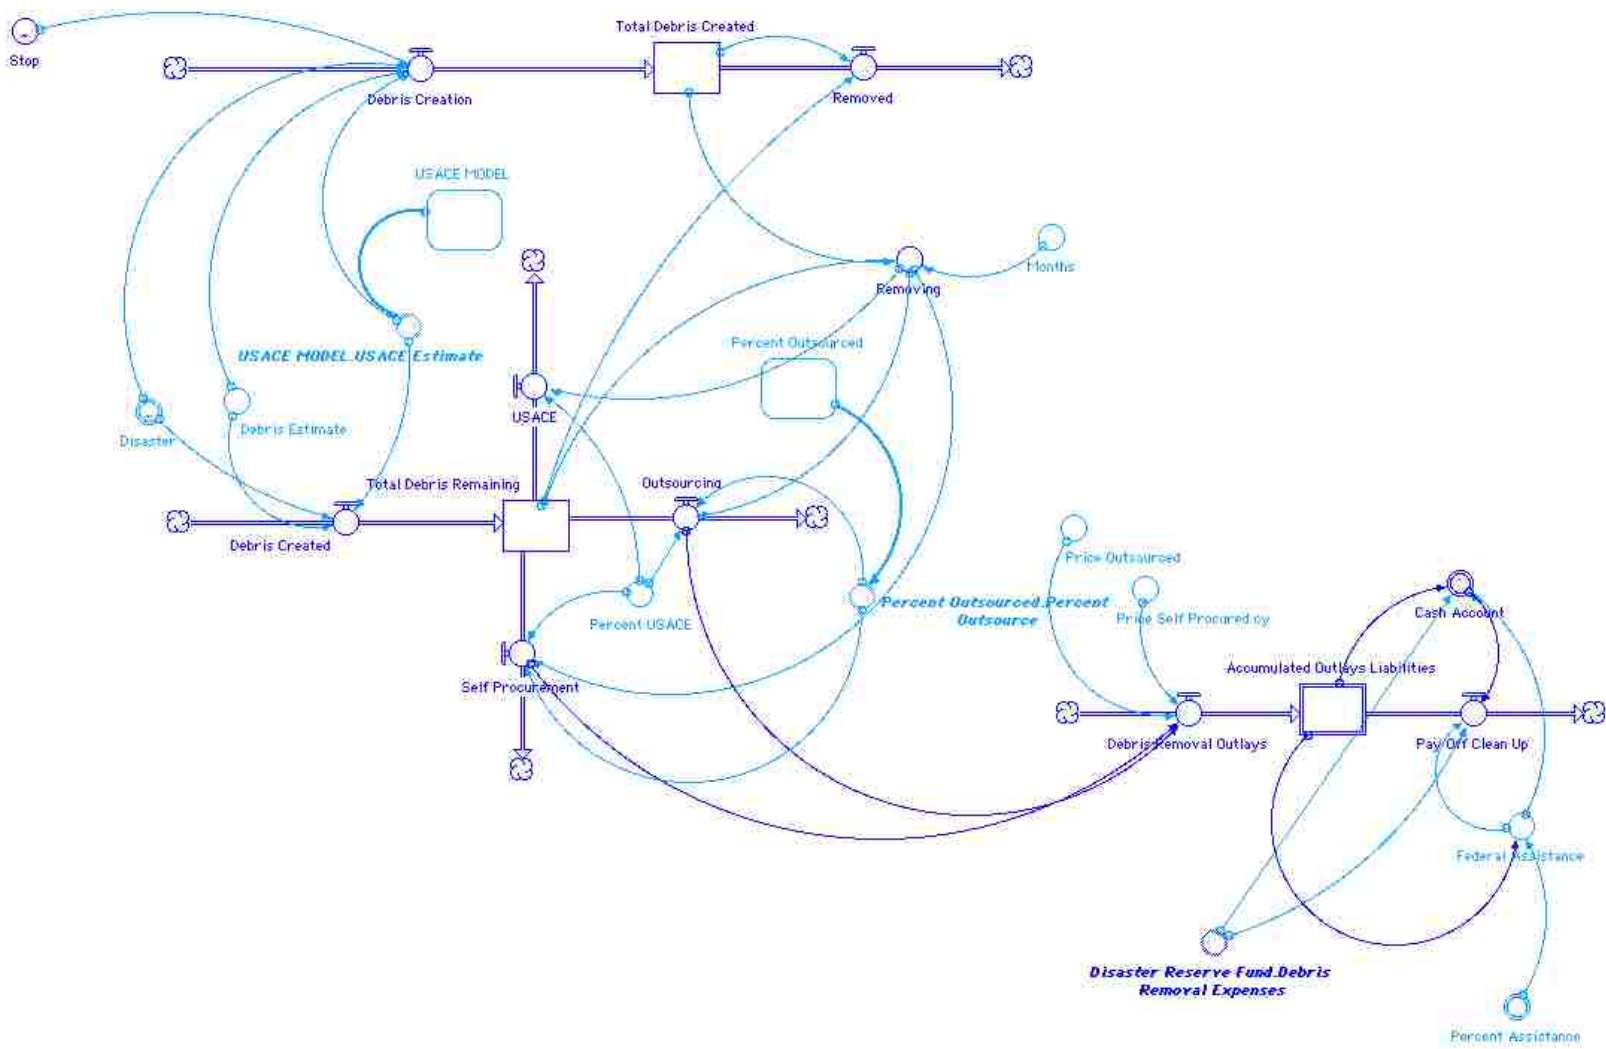 Total Debris Created
Stop
Debris Creation
Removed
USACE MODEL
Months
Removing
Percent Outsourced
USACE MODEL.USACE Estimate
USACE
Debris Estimate
Disaster
Total Debris Remaining
Outsourcing
Debris Created
Price Outsourced
Percent Outsourced.Percent
Outsource
Percent USACE
Price Self Procured cy
Cash Account
Accumulated Outlays Liabilities
Self Procurement
Debris Removal Outlays
Pay Off Clean Up
Federal Assistance
Disaster Reserve Fund.Debris
Removal Expenses
Percent Assistance